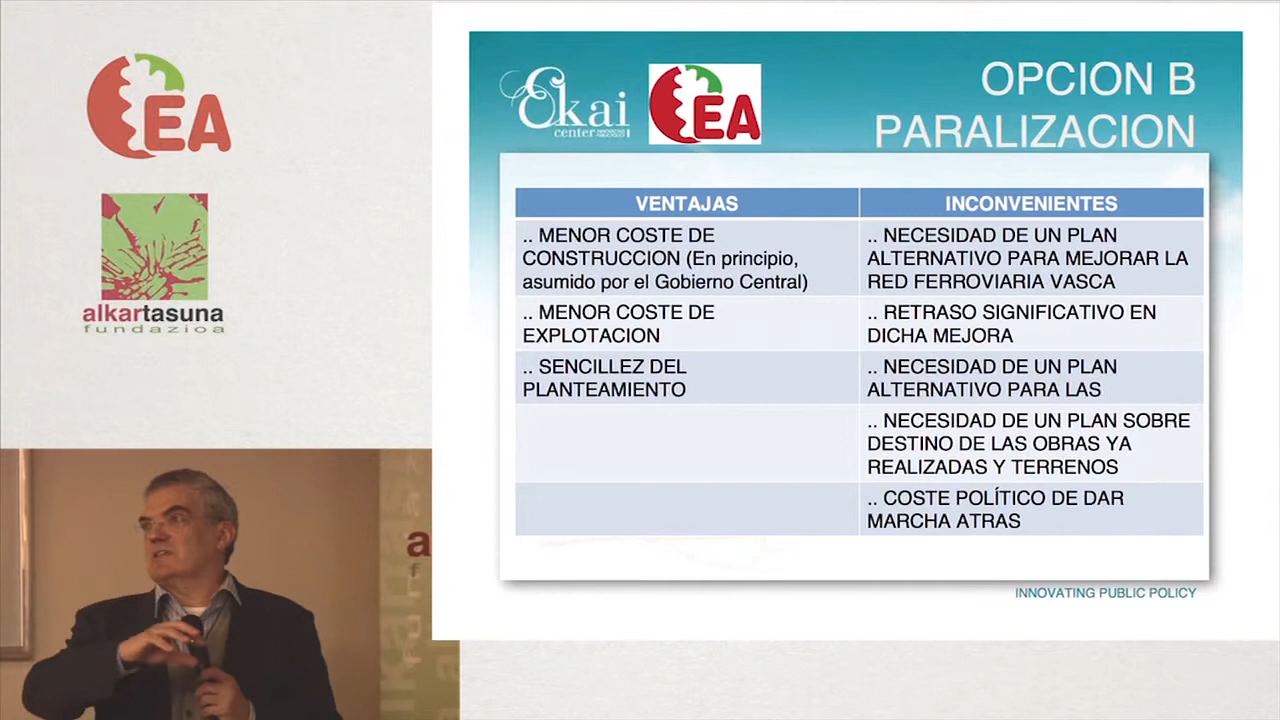 EA
alkartasuna
fundazioa
Ekai
center
EA
OPCION B
PARALIZACION
VENTAJAS
INCONVENIENTES
.. MENOR COSTE DE
CONSTRUCCION (En principio,
asumido por el Gobierno Central)
.. NECESIDAD DE UN PLAN
ALTERNATIVO PARA MEJORAR LA
RED FERROVIARIA VASCA
.. MENOR COSTE DE
EXPLOTACION
.. RETRASO SIGNIFICATIVO EN
DICHA MEJORA
.. SENCILLEZ DEL
PLANTEAMIENTO
.. NECESIDAD DE UN PLAN
ALTERNATIVO PARA LAS
.. NECESIDAD DE UN PLAN SOBRE
DESTINO DE LAS OBRAS YA
REALIZADAS Y TERRENOS
.. COSTE POLÍTICO DE DAR
MARCHA ATRAS
INNOVATING PUBLIC POLICY